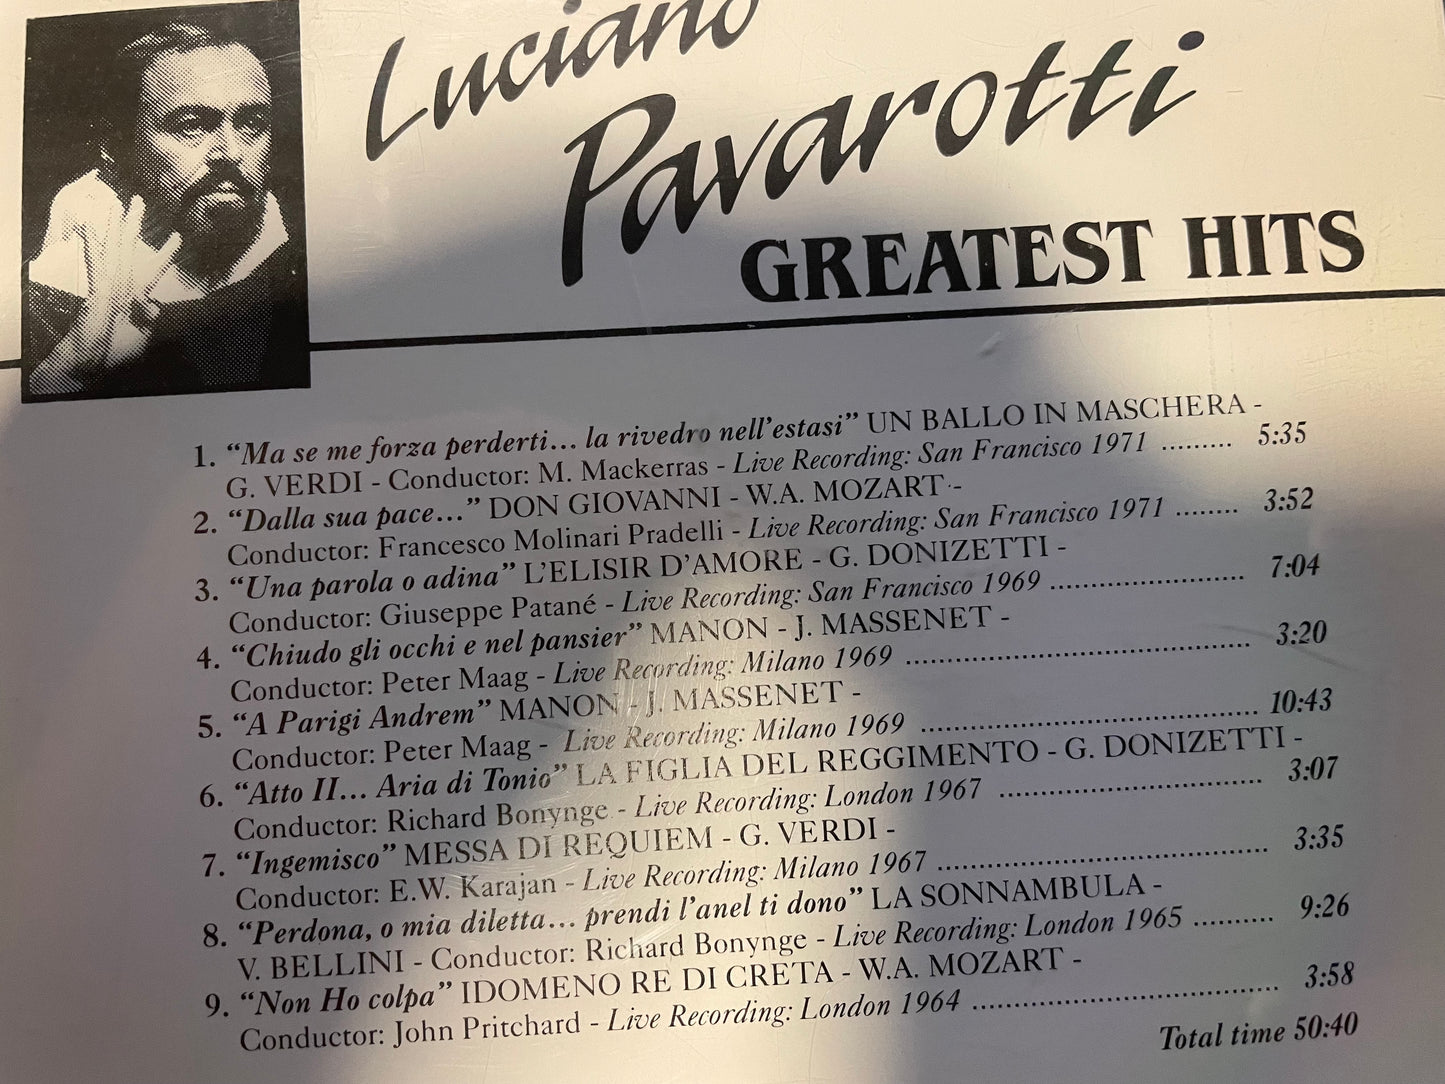 Luciano
Pavarotti
GREATEST HITS
1. “Ma se me forza perderti... la rivedro nell’estasi” UN BALLO IN MASCHERA -
G. VERDI - Conductor: M. Mackerras - Live Recording: San Francisco 1971 ......... 5:35
2. “Dalla sua pace...” DON GIOVANNI - W.A. MOZART -
Conductor: Francesco Molinari Pradelli - Live Recording: San Francisco 1971 ........ 3:52
3. “Una parola o adina” L’ELISIR D’AMORE - G. DONIZETTI -
Conductor: Giuseppe Patané - Live Recording: San Francisco 1969 ......................... 7:04
4. “Chiudo gli occhi e nel pansier” MANON - J. MASSENET -
Conductor: Peter Maag - Live Recording: Milano 1969 ............................................ 3:20
5. “A Parigi Andrem” MANON - J. MASSENET -
Conductor: Peter Maag - Live Recording: Milano 1969 ........................................... 10:43
6. “Atto II... Aria di Tonio” LA FIGLIA DEL REGGIMENTO - G. DONIZETTI -
Conductor: Richard Bonynge - Live Recording: London 1967 ................................. 3:07
7. “Ingemisco” MESSA DI REQUIEM - G. VERDI -
Conductor: E.W. Karajan - Live Recording: Milano 1967 .......................................... 3:35
8. “Perdona, o mia diletta... prendi l’anel ti dono” LA SONNAMBULA -
V. BELLINI - Conductor: Richard Bonynge - Live Recording: London 1965 .......... 9:26
9. “Non Ho colpa” IDOMENO RE DI CRETA - W.A. MOZART -
Conductor: John Pritchard - Live Recording: London 1964 ....................................... 3:58
Total time 50:40